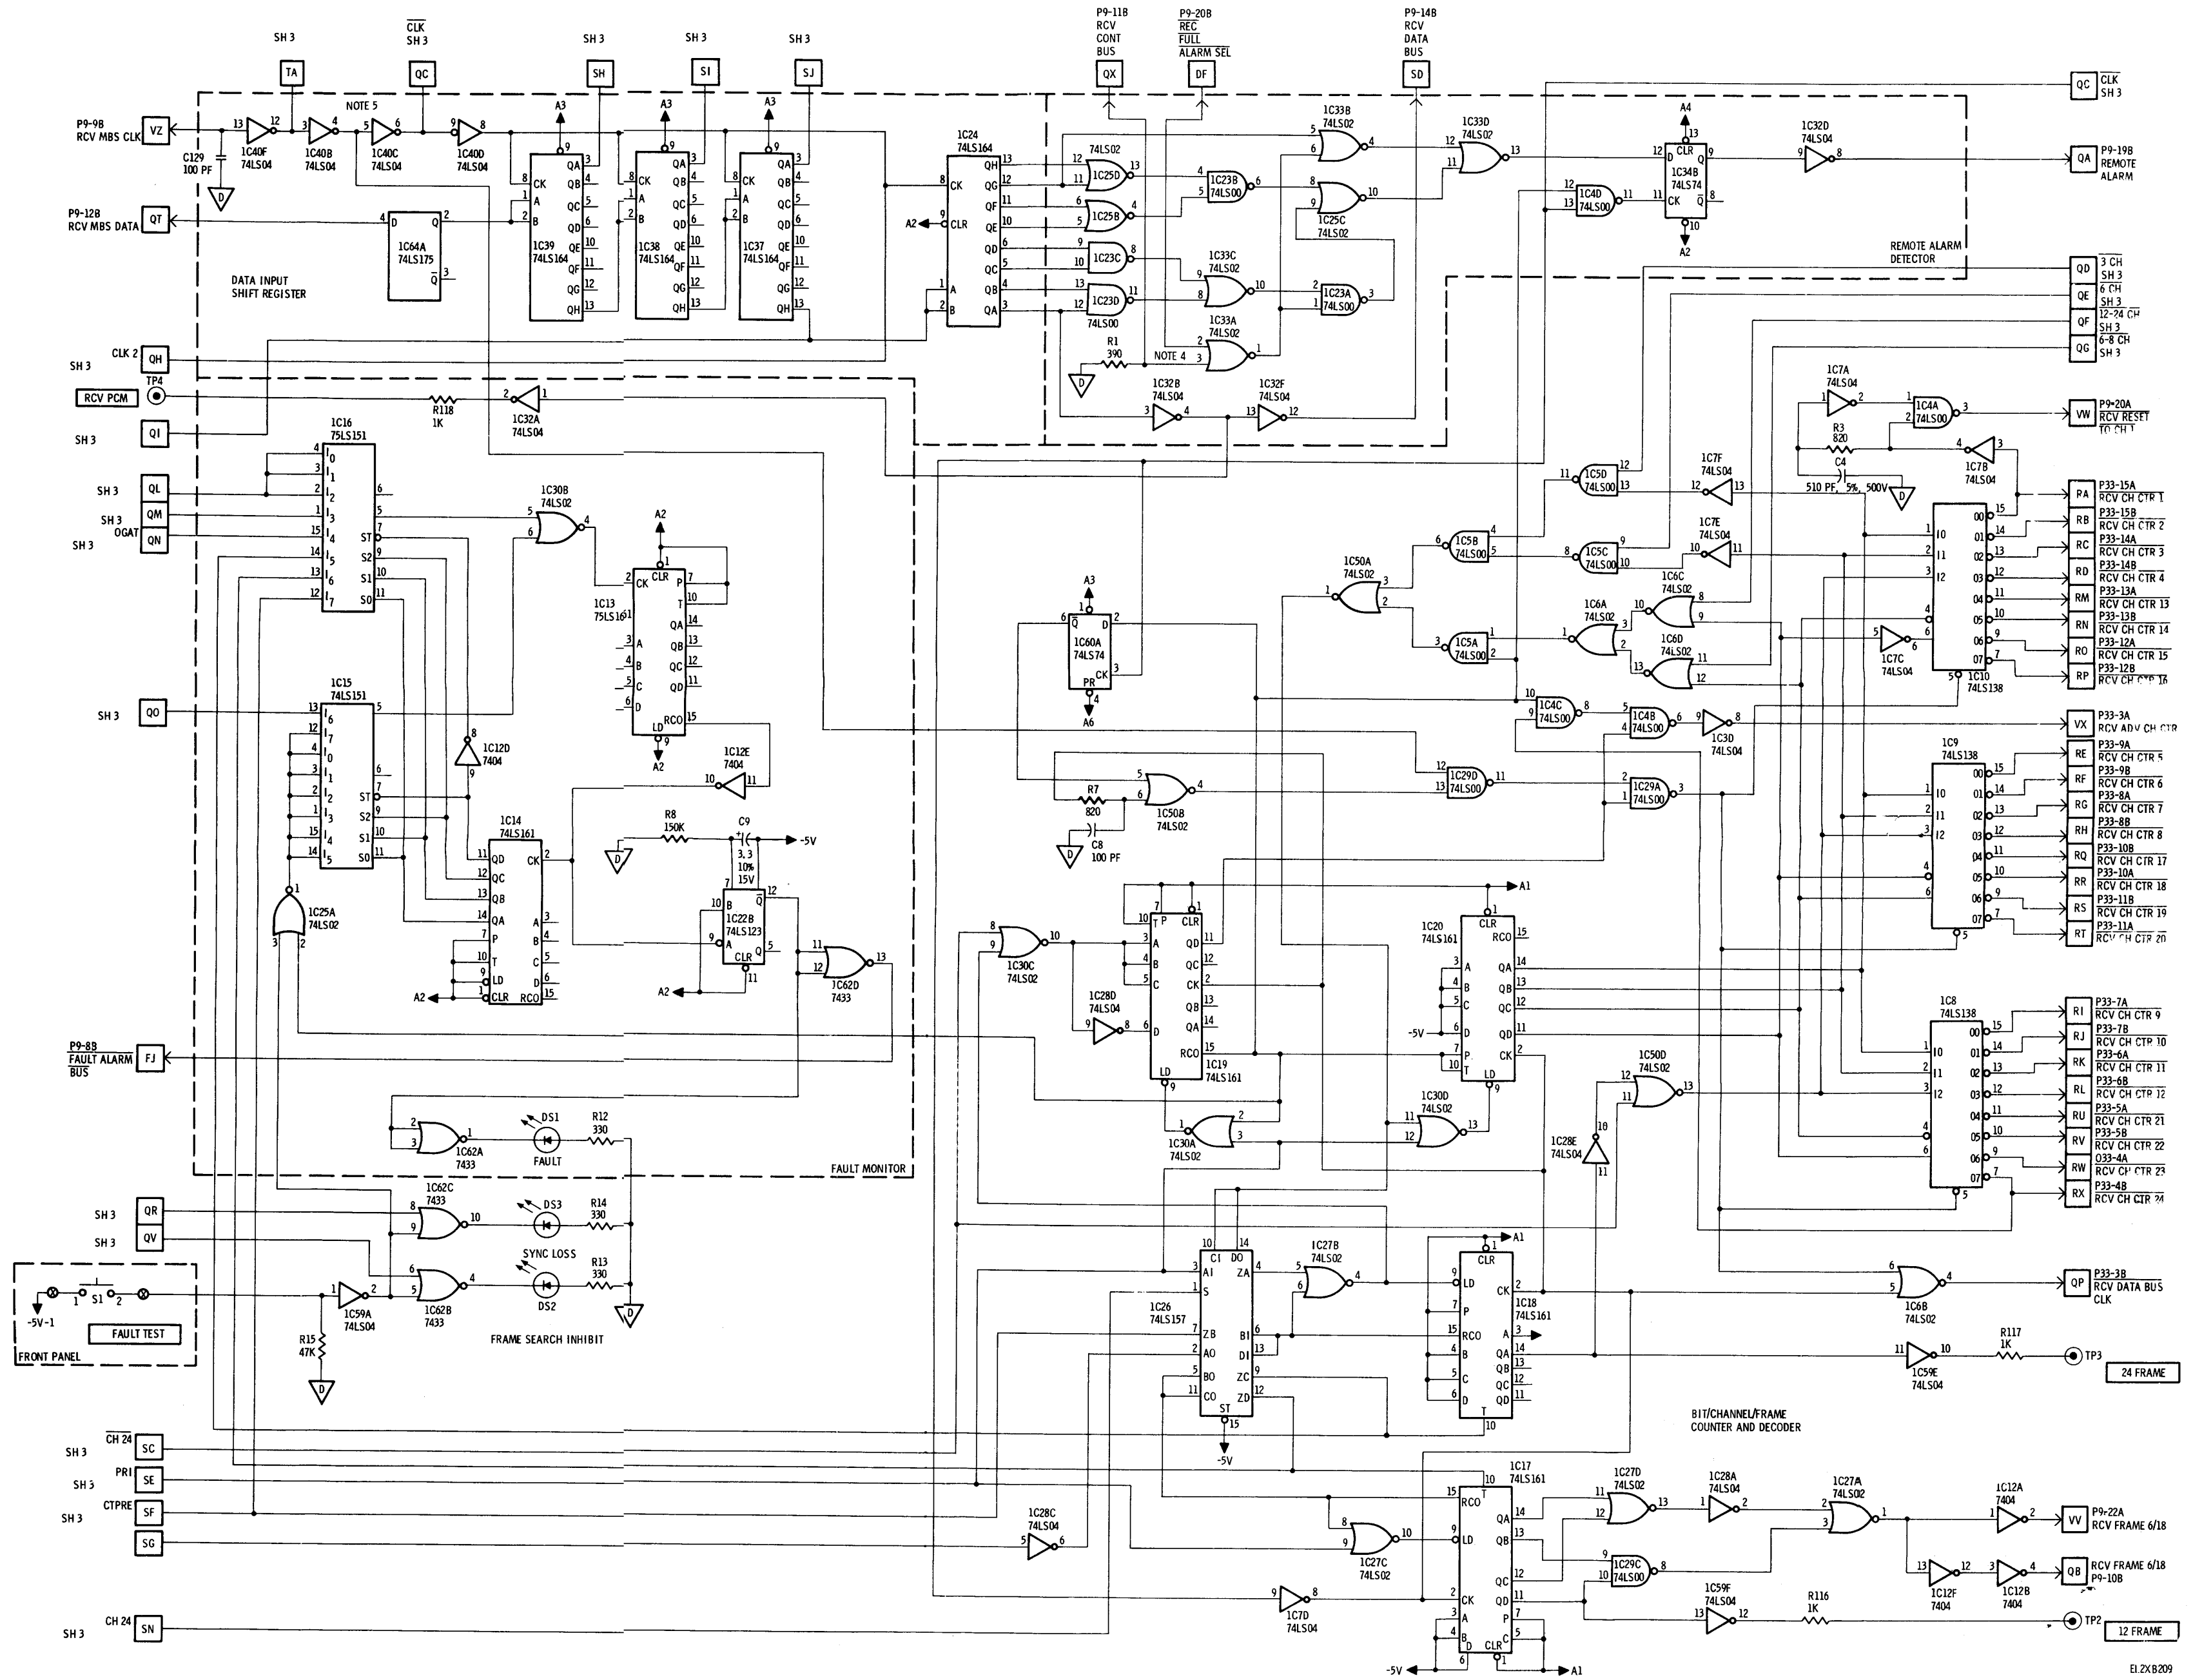 P9-11B
RCV
CONT
BUS
P9-20B
REC
FULL
ALARM SEL
P9-14B
RCV
DATA
BUS
SH 3
CLK
SH 3
SH 3
SH 3
SH 3
TA
QC
SH
SI
SJ
QX
DF
SD
QC
CLK
SH 3
NOTE 5
P9-9B
RCV MBS CLK
VZ
C129
100 PF
1C40F
74LS04
1C40B
74LS04
1C40C
74LS04
1C40D
74LS04
P9-12B
RCV MBS DATA
QT
1C64A
74LS175
1C39
74LS164
1C38
74LS164
1C37
74LS164
DATA INPUT
SHIFT REGISTER
1C24
74LS164
74LS02
1C25D
1C25B
1C23C
1C23D
74LS00
1C23B
74LS00
1C33C
74LS02
1C33A
74LS02
1C33B
74LS02
1C25C
74LS02
1C23A
74LS00
1C33D
74LS02
1C4D
74LS00
1C34B
74LS74
1C32D
74LS04
QA
P9-19B
REMOTE
ALARM
REMOTE ALARM
DETECTOR
R1
390
NOTE 4
1C32B
74LS04
1C32F
74LS04
QD
3 CH
SH 3
QE
6 CH
SH 3
QF
12-24 CH
SH 3
QG
6-8 CH
SH 3
SH 3
CLK 2
QH
TP4
RCV PCM
R118
1K
1C32A
74LS04
SH 3
QI
SH 3
QL
SH 3
QM
SH 3
OGAT
QN
1C16
75LS151
1C30B
74LS02
1C13
75LS161
1C15
74LS151
SH 3
QO
1C12D
7404
1C12E
7404
1C14
74LS161
R8
150K
C9
3.3
10%
15V
-5V
1C22B
74LS123
1C62D
7433
1C25A
74LS02
P9-8B
FAULT ALARM
BUS
FJ
1C62A
7433
DS1
FAULT
R12
330
FAULT MONITOR
SH 3
QR
SH 3
QV
1C62C
7433
DS3
SYNC LOSS
R14
330
1C62B
7433
DS2
R13
330
FRAME SEARCH INHIBIT
S1
-5V-1
FAULT TEST
FRONT PANEL
1C59A
74LS04
R15
47K
1C7A
74LS04
1C4A
74LS00
VW
P9-20A
RCV RESET
TO CH 1
R3
820
C4
510 PF, 5%, 500V
1C7B
74LS04
1C5D
74LS00
1C7F
74LS04
1C7E
74LS04
1C5B
74LS00
1C5C
74LS00
1C50A
74LS02
1C5A
74LS00
1C6A
74LS02
1C6C
74LS02
1C6D
74LS02
1C7C
74LS04
1C10
74LS138
1C60A
74LS74
1C4C
74LS00
1C4B
74LS00
1C3D
74LS04
RA
P33-15A
RCV CH CTR 1
RB
P33-15B
RCV CH CTR 2
RC
P33-14A
RCV CH CTR 3
RD
P33-14B
RCV CH CTR 4
RM
P33-13A
RCV CH CTR 13
RN
P33-13B
RCV CH CTR 14
RO
P33-12A
RCV CH CTR 15
RP
P33-12B
RCV CH CTR 16
VX
P33-3A
RCV ADV CH CTR
RE
P33-9A
RCV CH CTR 5
RF
P33-9B
RCV CH CTR 6
RG
P33-8A
RCV CH CTR 7
RH
P33-8B
RCV CH CTR 8
RQ
P33-10B
RCV CH CTR 17
RR
P33-10A
RCV CH CTR 18
RS
P33-11B
RCV CH CTR 19
RT
P33-11A
RCV CH CTR 20
1C9
74LS138
R7
820
C8
100 PF
1C50B
74LS02
1C29D
74LS00
1C29A
74LS00
1C30C
74LS02
1C28D
74LS04
1C19
74LS161
1C20
74LS161
1C30A
74LS02
1C30D
74LS02
1C50D
74LS02
1C28E
74LS04
1C8
74LS138
RI
P33-7A
RCV CH CTR 9
RJ
P33-7B
RCV CH CTR 10
RK
P33-6A
RCV CH CTR 11
RL
P33-6B
RCV CH CTR 12
RU
P33-5A
RCV CH CTR 21
RV
P33-5B
RCV CH CTR 22
RW
O33-4A
RCV CH CTR 23
RX
P33-4B
RCV CH CTR 24
1C26
74LS157
1C27B
74LS02
1C18
74LS161
1C6B
74LS02
QP
P33-3B
RCV DATA BUS
CLK
1C59E
74LS04
R117
1K
TP3
24 FRAME
BIT/CHANNEL/FRAME
COUNTER AND DECODER
SH 3
CH 24
SC
SH 3
PRI
SE
SH 3
CTPRE
SF
SG
SH 3
CH 24
SN
1C28C
74LS04
1C27C
74LS02
1C7D
74LS04
1C17
74LS161
1C27D
74LS02
1C28A
74LS04
1C27A
74LS02
1C12A
7404
VV
P9-22A
RCV FRAME 6/18
1C29C
74LS00
1C12F
7404
1C12B
7404
QB
RCV FRAME 6/18
P9-10B
1C59F
74LS04
R116
1K
TP2
12 FRAME
-5V
A1
EL2XB209